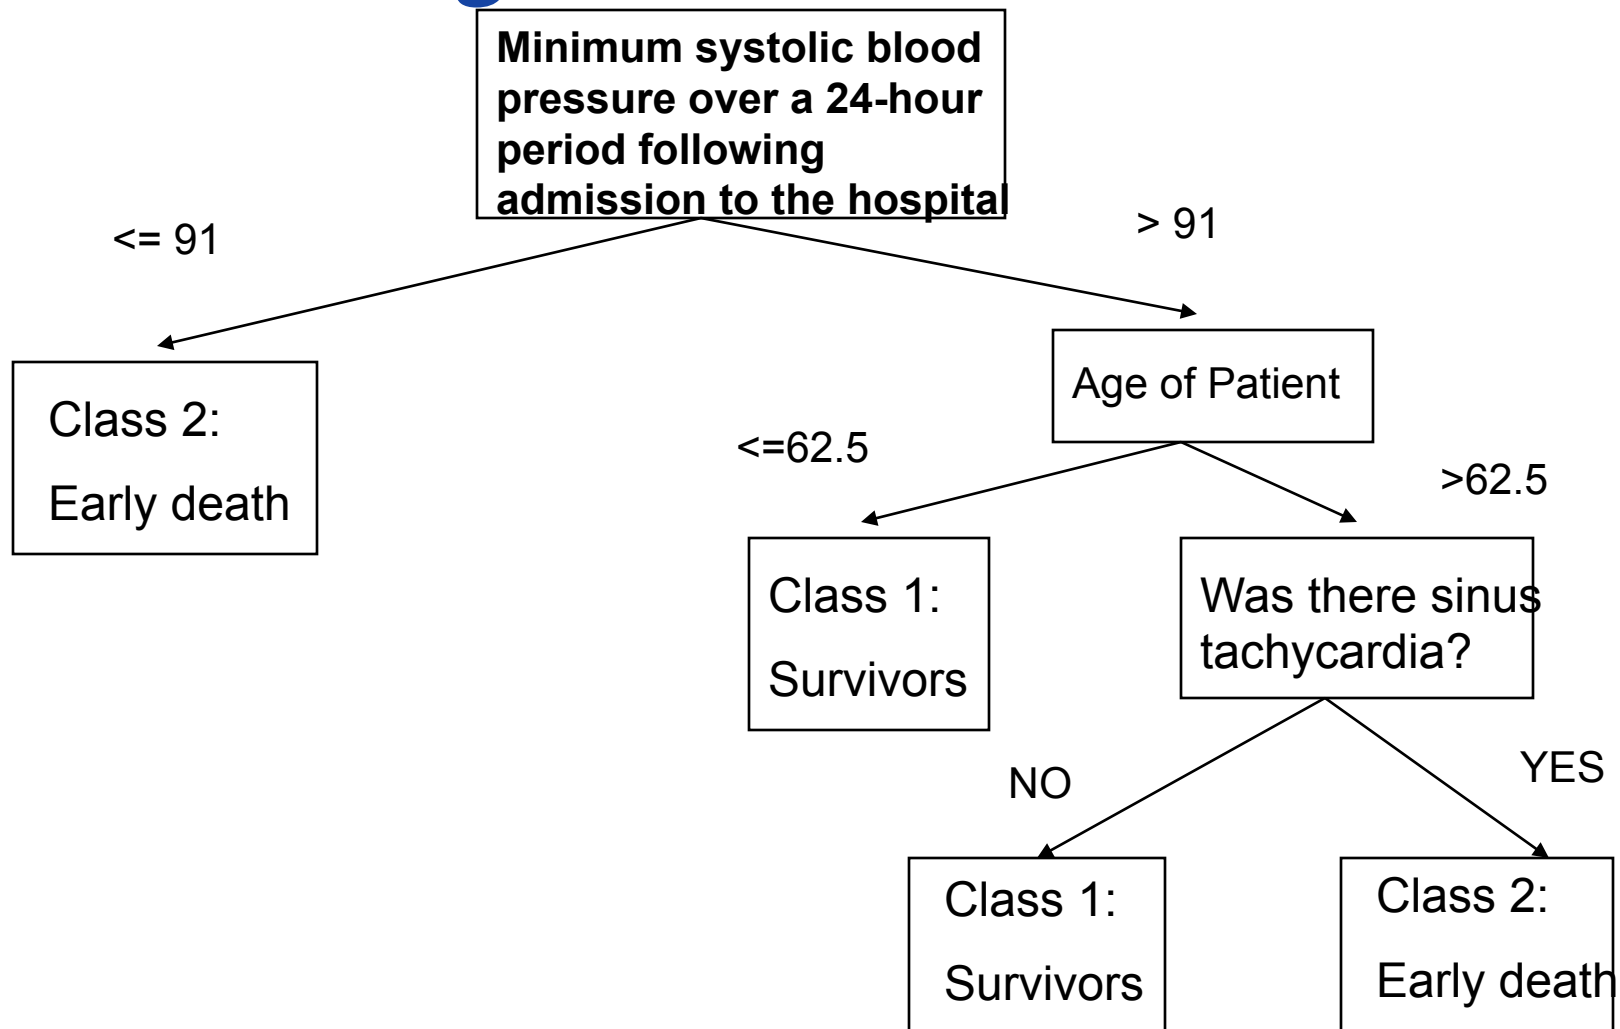 Minimum systolic blood
pressure over a 24-hour
period following
admission to the hospital
<= 91
> 91
Age of Patient
Class 2:
Early death
<=62.5
>62.5
Class 1:
Survivors
Was there sinus
tachycardia?
NO
YES
Class 1:
Survivors
Class 2:
Early death